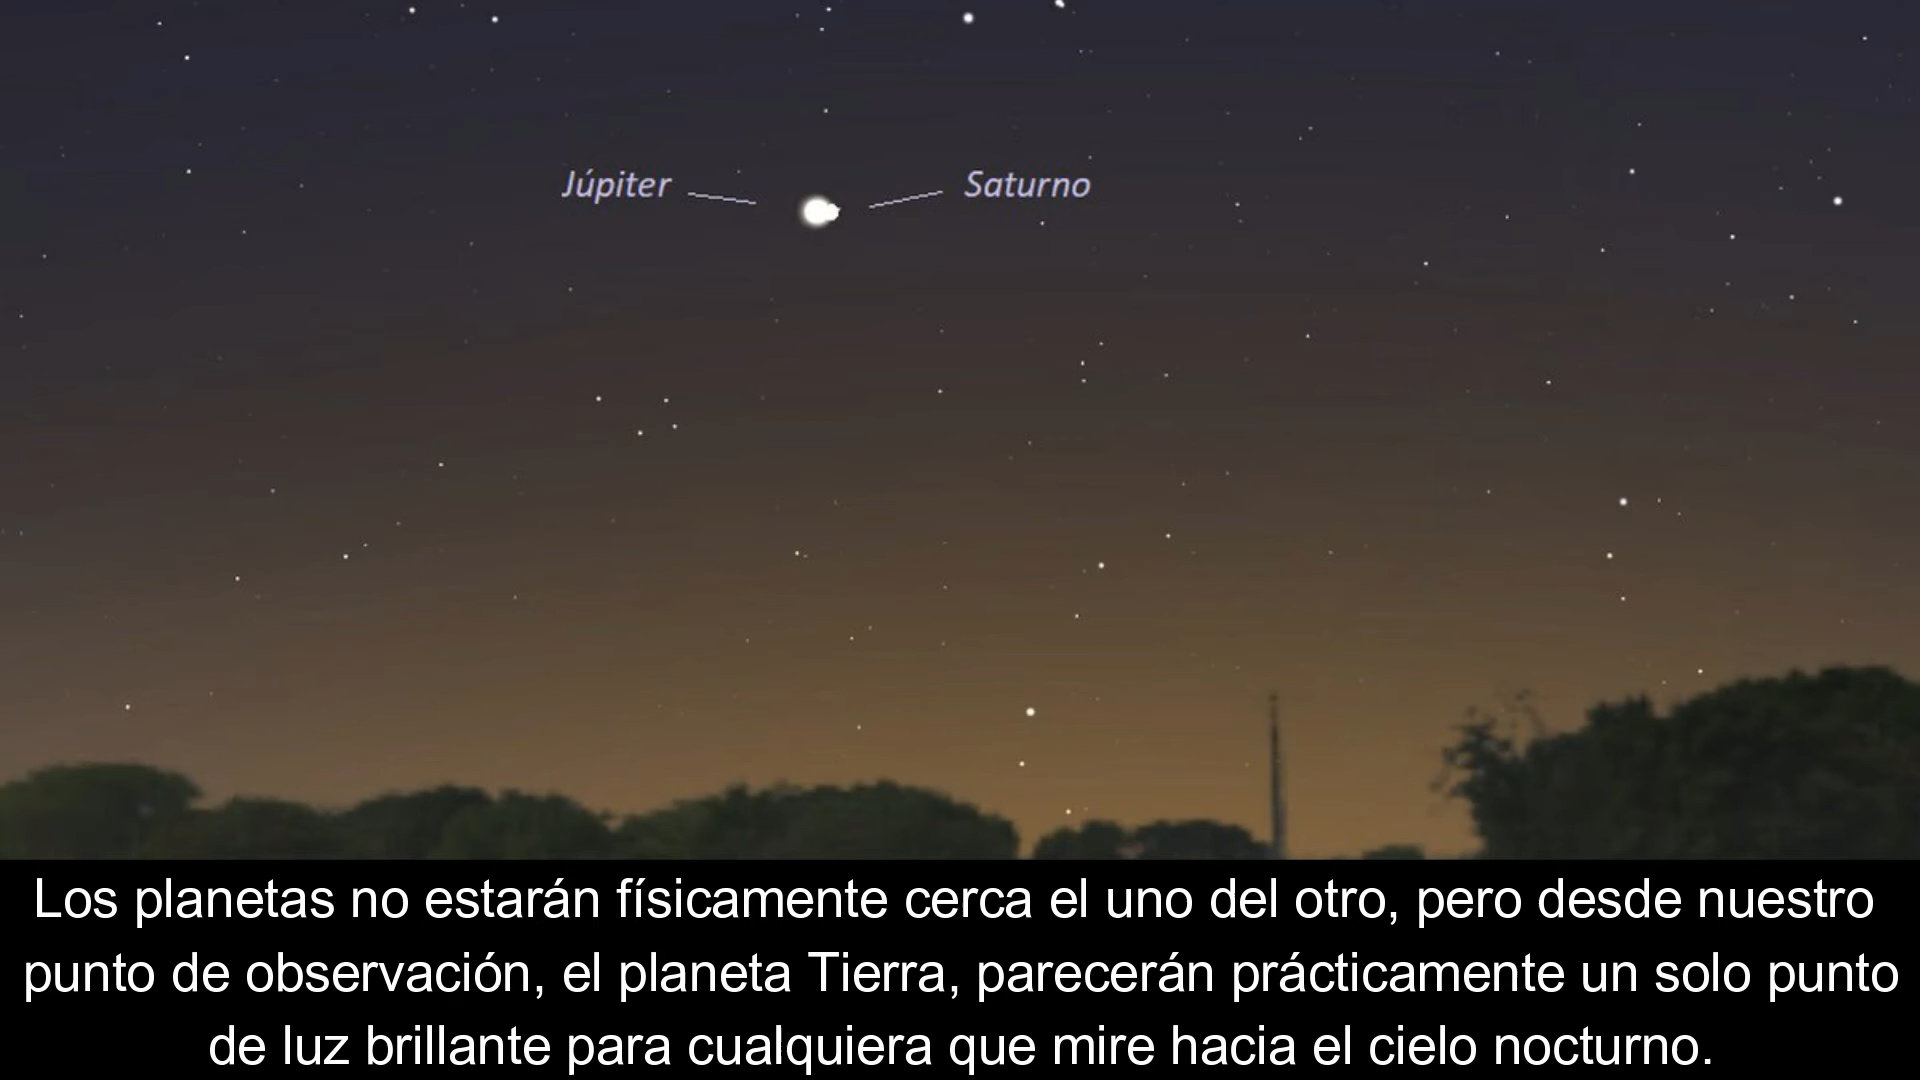 Júpiter Saturno
Los planetas no estarán físicamente cerca el uno del otro, pero desde nuestro
punto de observación, el planeta Tierra, parecerán prácticamente un solo punto
de luz brillante para cualquiera que mire hacia el cielo nocturno.